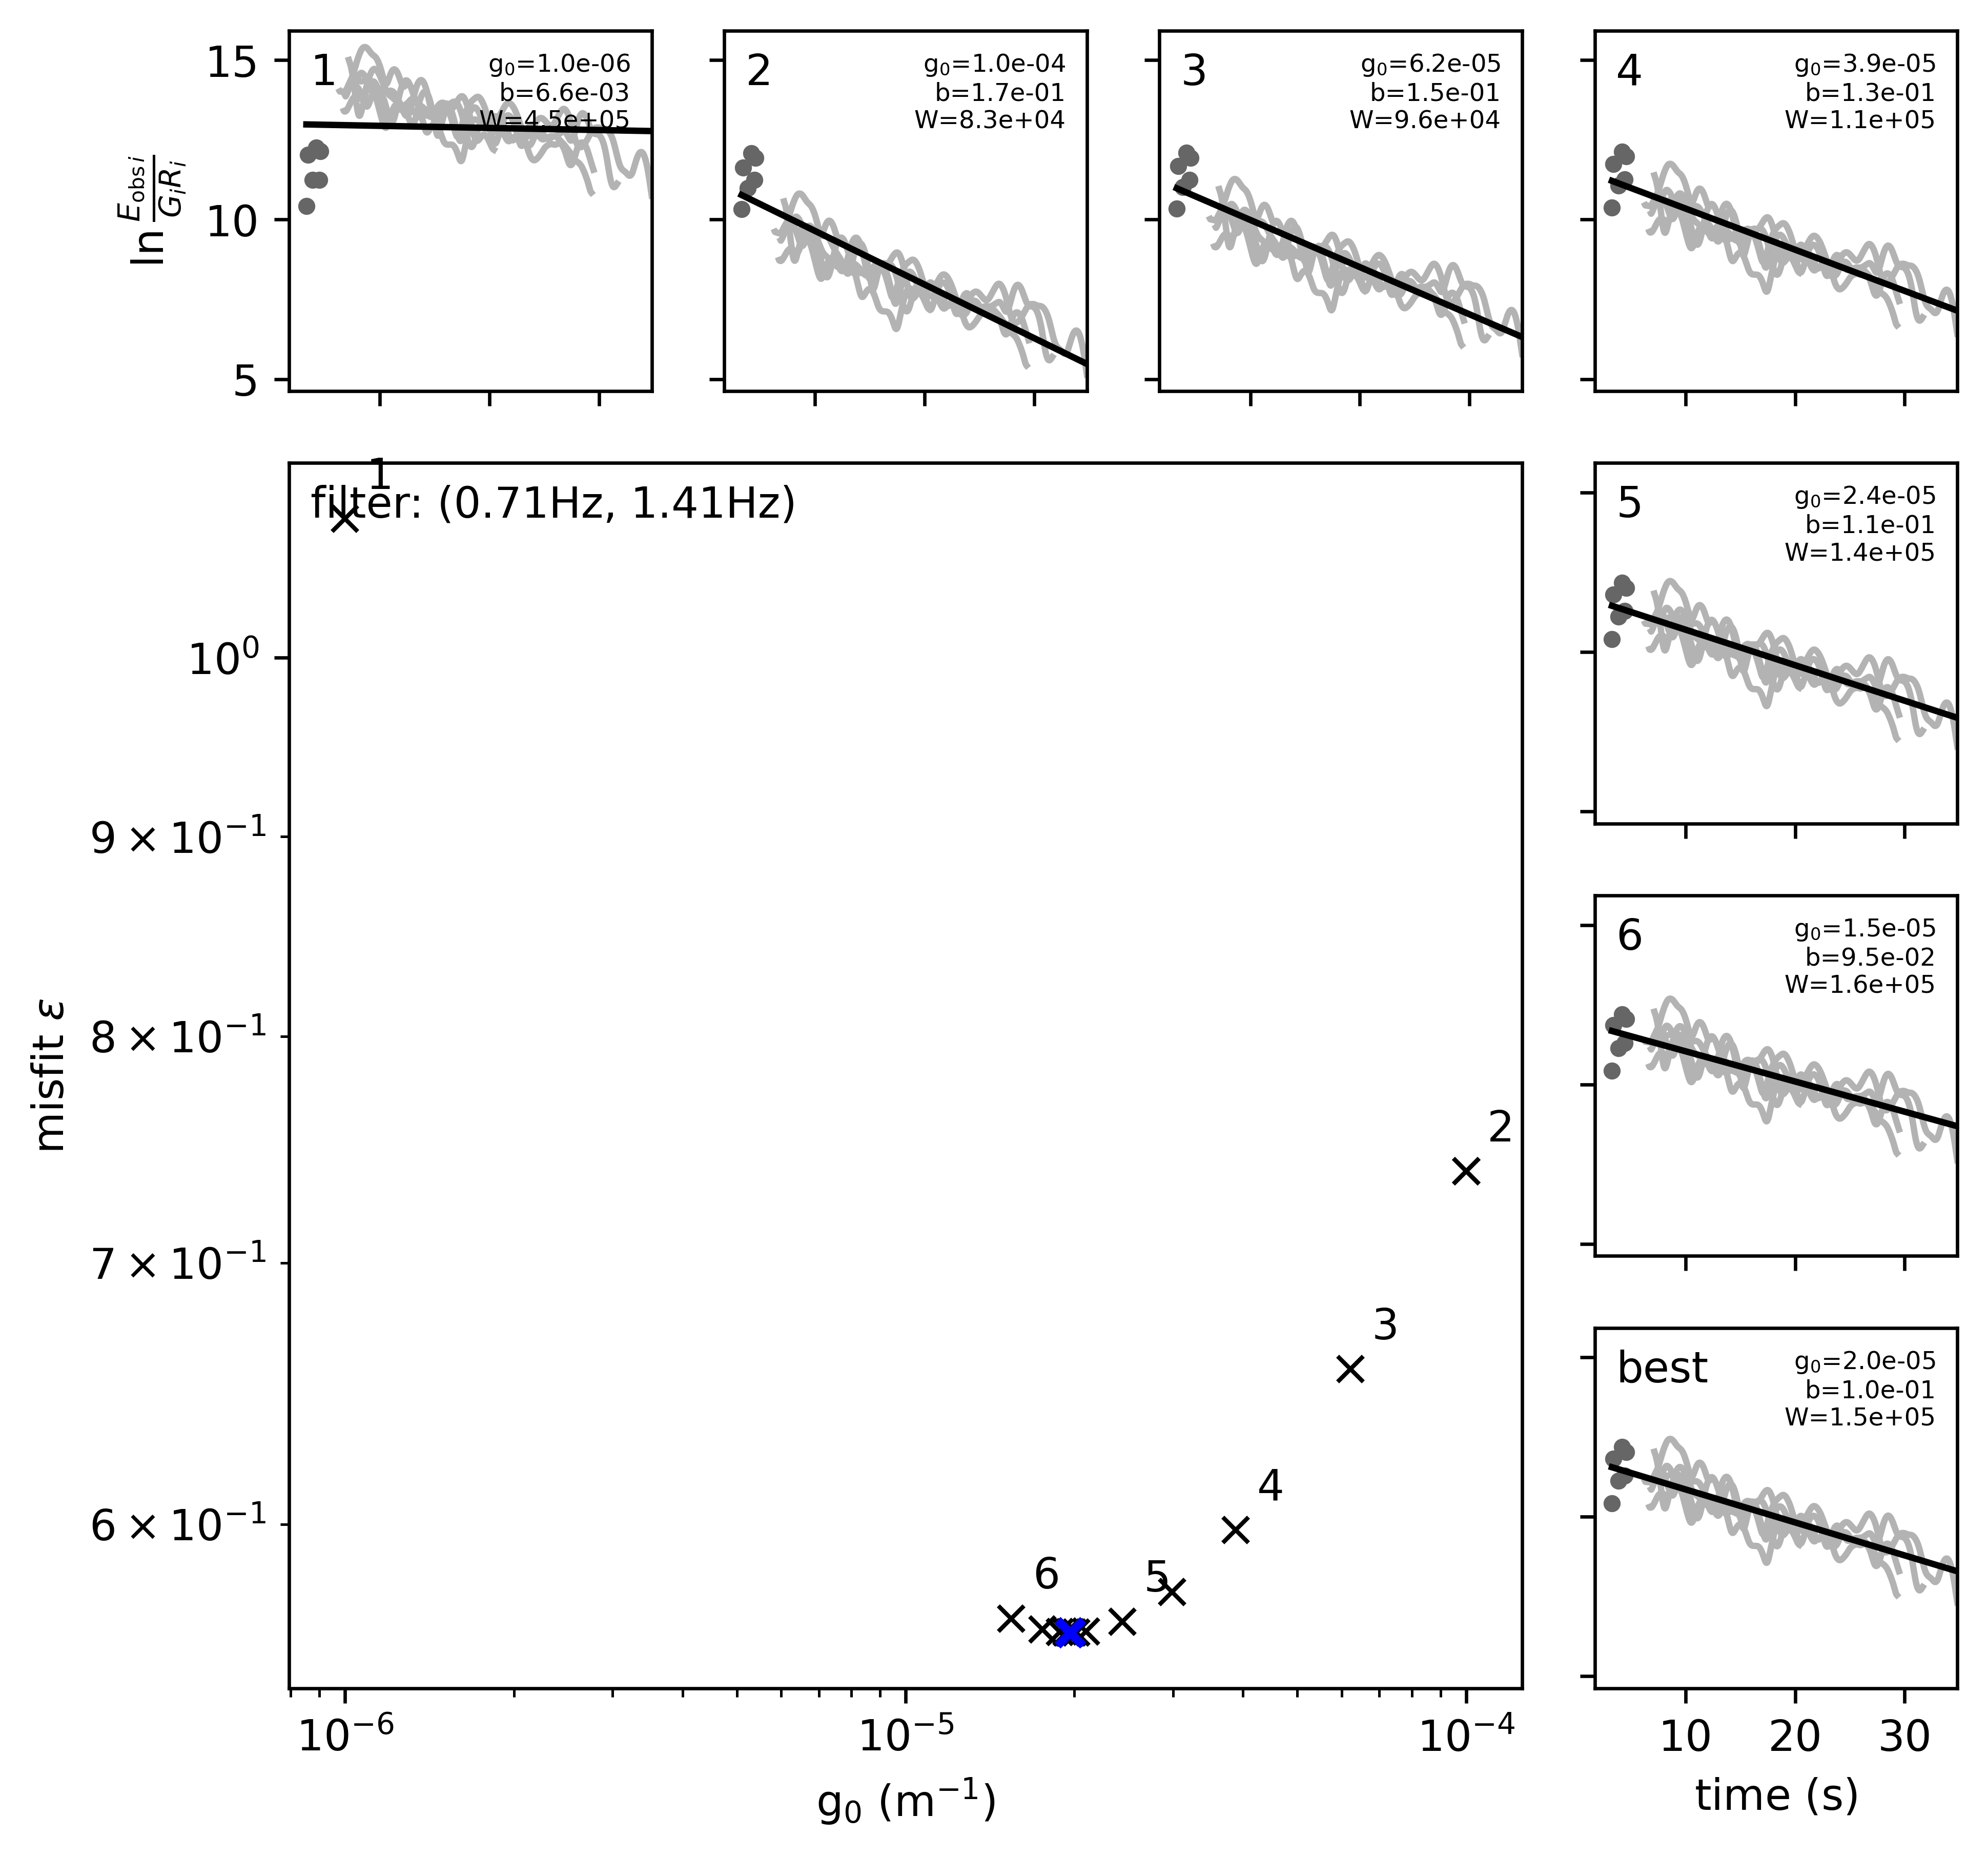 15
10
5
ln E_obs i / G_i R_i
1
g₀=1.0e-06
b=6.6e-03
W=4.5e+05
2
g₀=1.0e-04
b=1.7e-01
W=8.3e+04
3
g₀=6.2e-05
b=1.5e-01
W=9.6e+04
4
g₀=3.9e-05
b=1.3e-01
W=1.1e+05
1
filter: (0.71Hz, 1.41Hz)
10⁰
9 × 10⁻¹
8 × 10⁻¹
7 × 10⁻¹
6 × 10⁻¹
misfit ε
2
3
4
5
6
10⁻⁶
10⁻⁵
10⁻⁴
g₀ (m⁻¹)
5
g₀=2.4e-05
b=1.1e-01
W=1.4e+05
6
g₀=1.5e-05
b=9.5e-02
W=1.6e+05
best
g₀=2.0e-05
b=1.0e-01
W=1.5e+05
10 20 30
time (s)